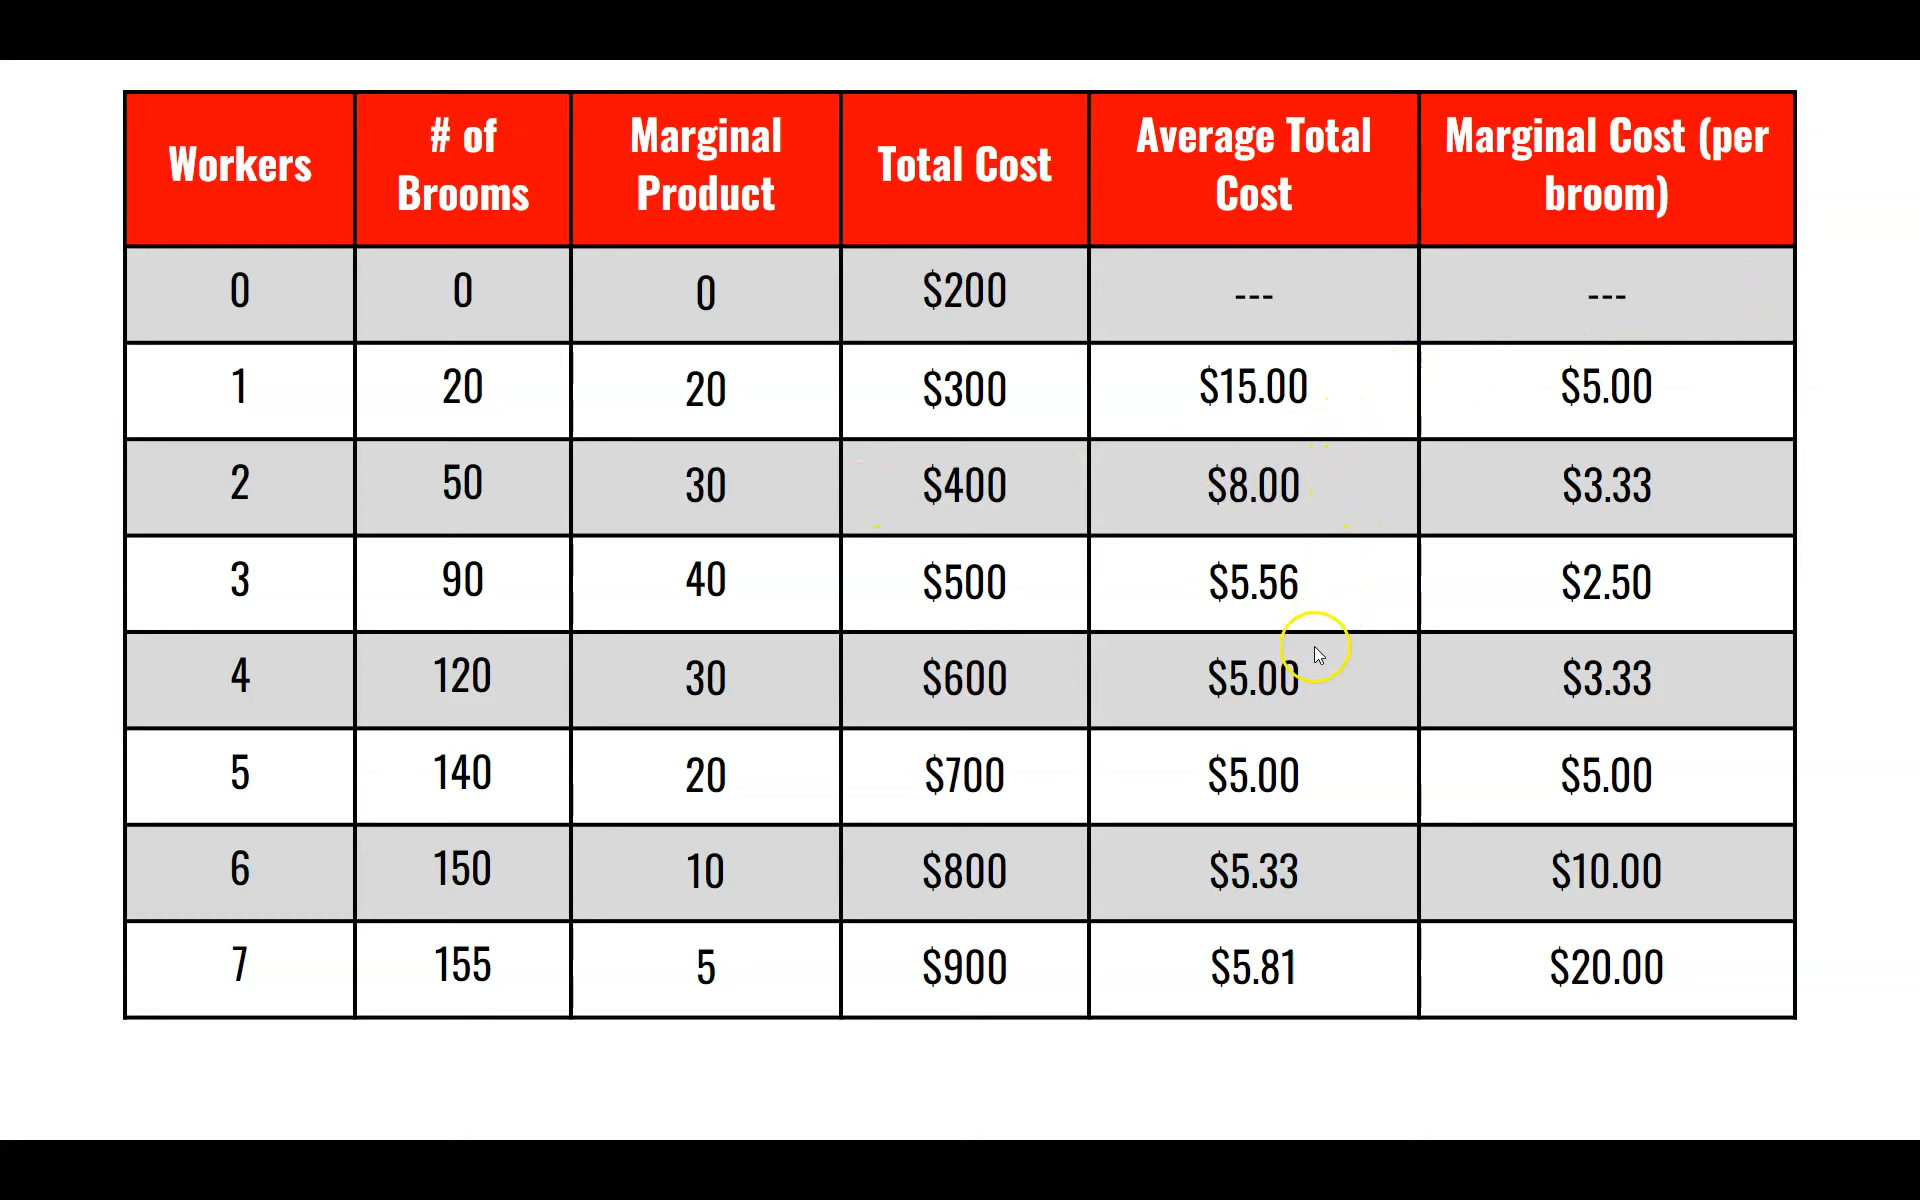 Workers # of Brooms Marginal Product Total Cost Average Total Cost Marginal Cost (per broom)
0 0 0 $200 --- ---
1 20 20 $300 $15.00 $5.00
2 50 30 $400 $8.00 $3.33
3 90 40 $500 $5.56 $2.50
4 120 30 $600 $5.00 $3.33
5 140 20 $700 $5.00 $5.00
6 150 10 $800 $5.33 $10.00
7 155 5 $900 $5.81 $20.00